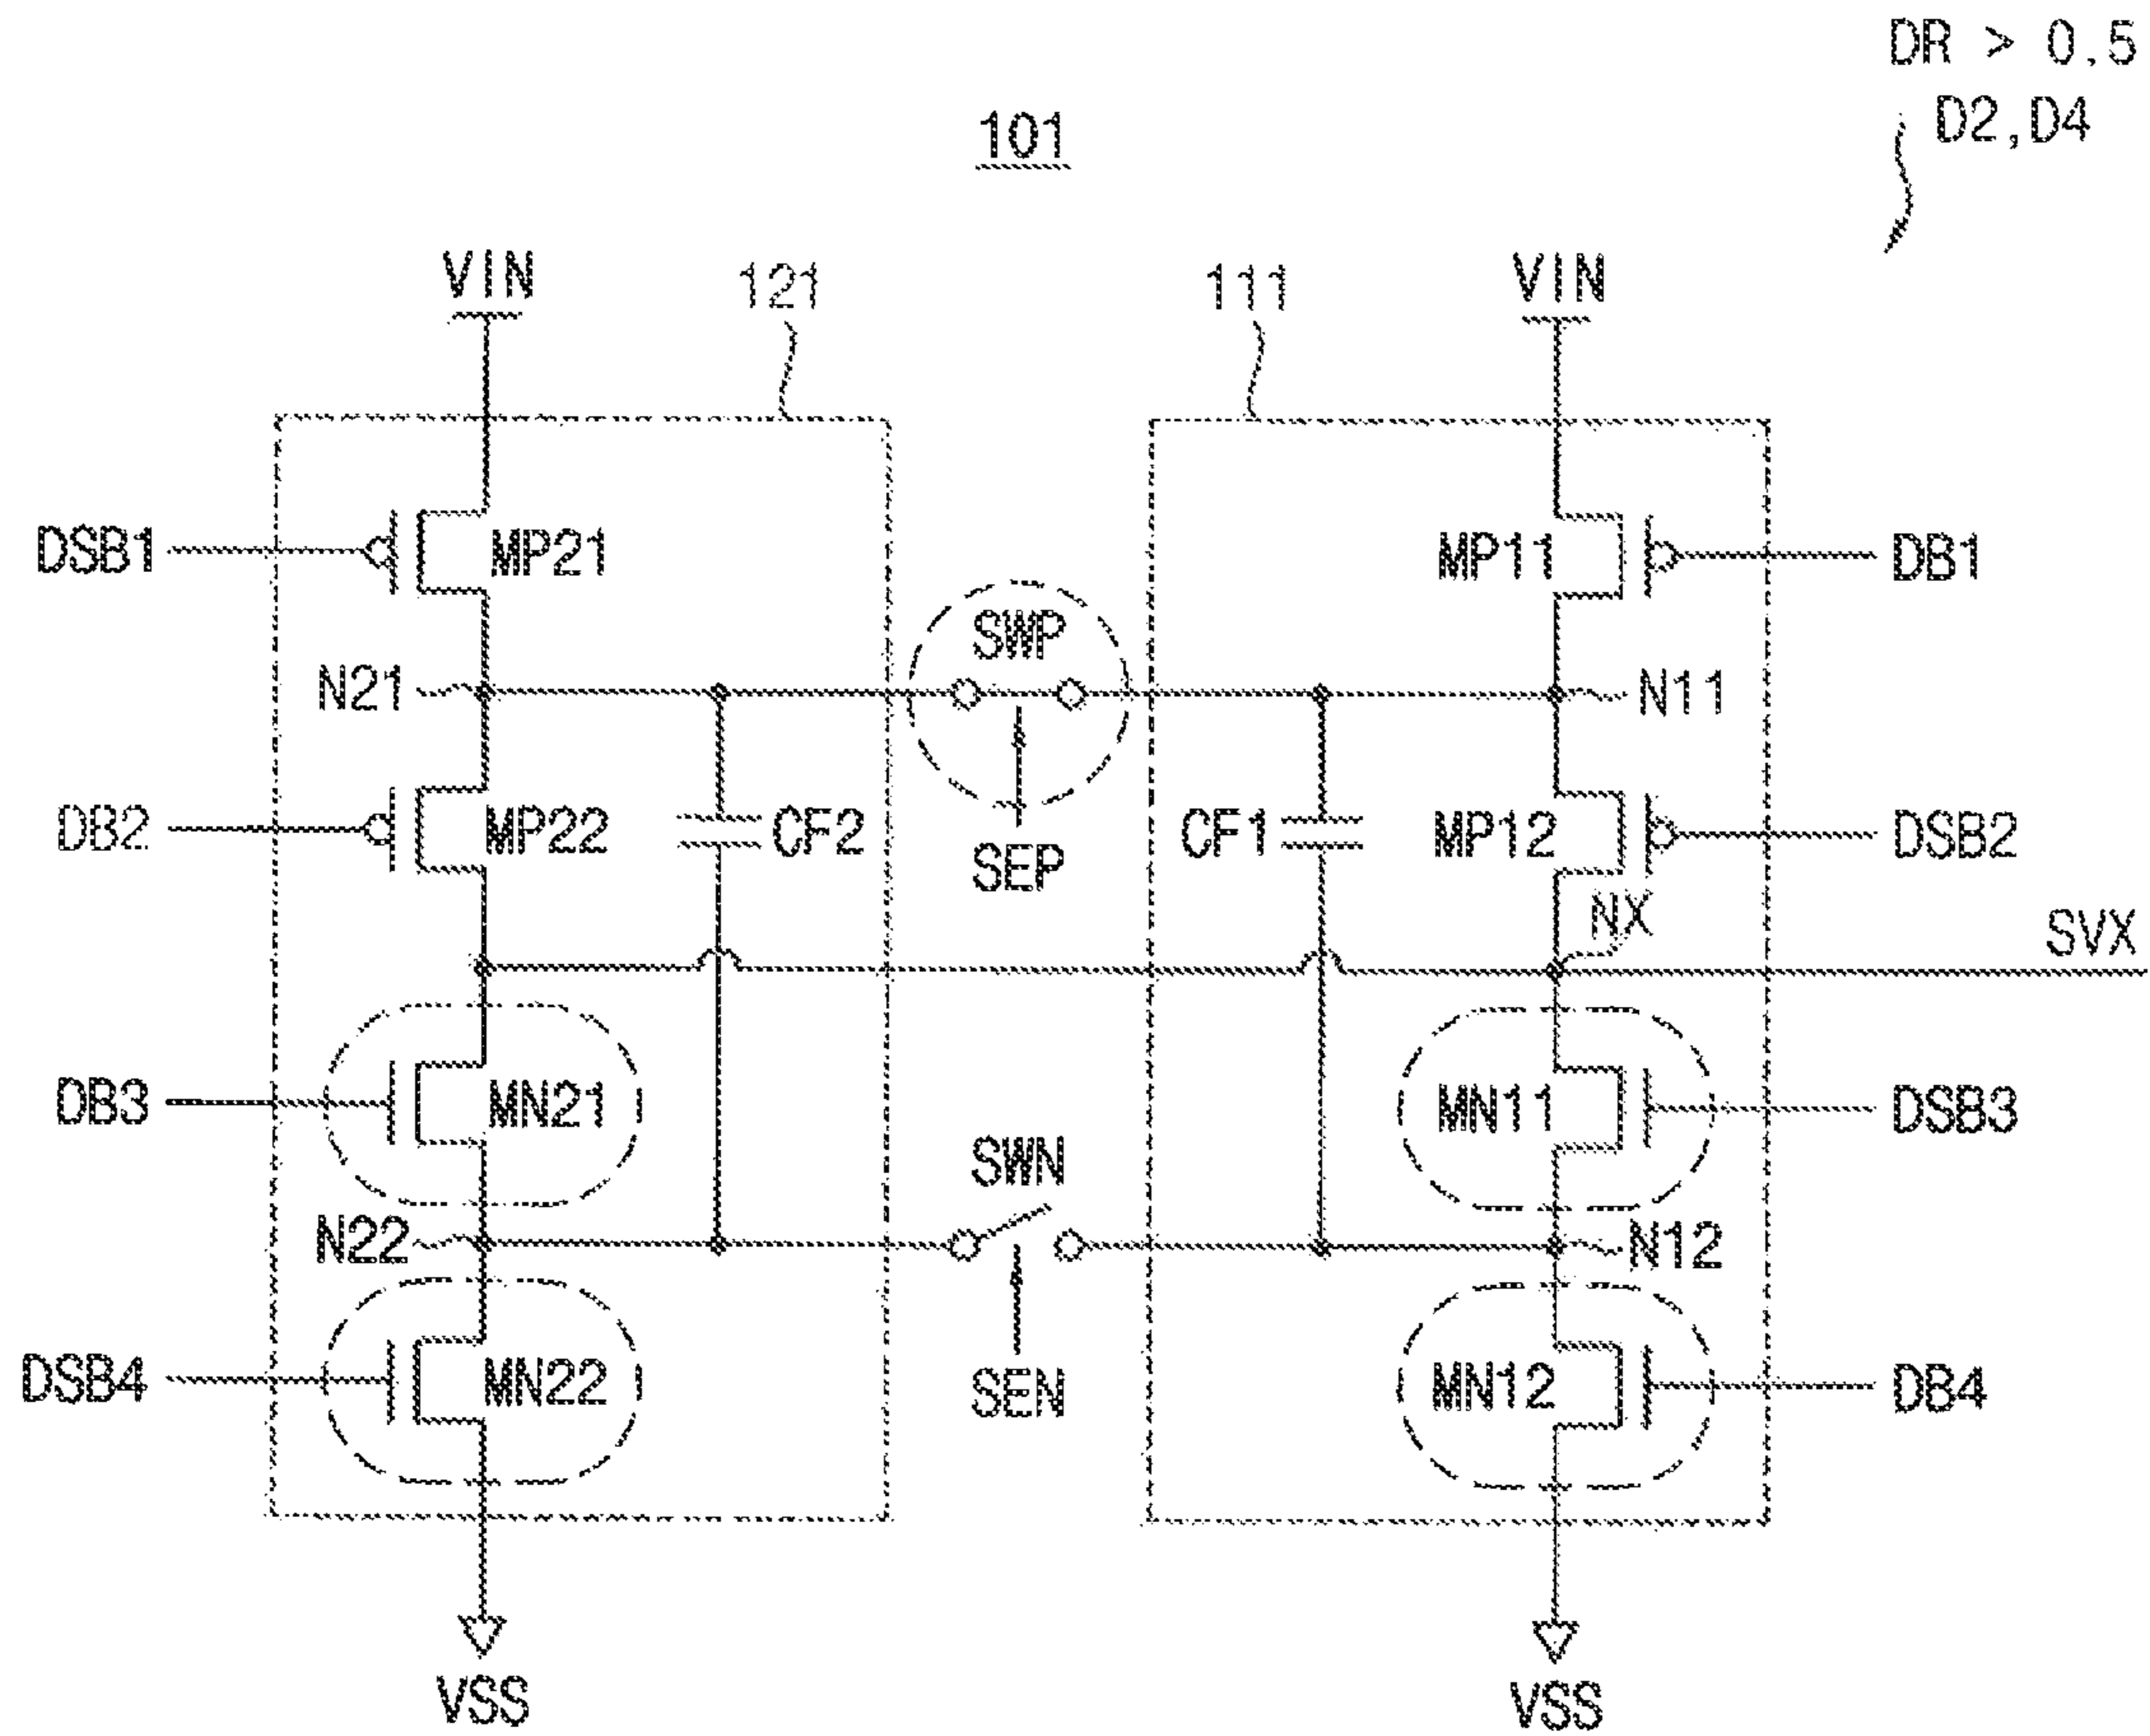 DR > 0.5
D2,D4
101
VIN
121
111
VIN
DSB1
MP21
MP11
DB1
SWP
N21
N11
DB2
MP22
CF2
SEP
CF1
MP12
DSB2
NX
SVX
DB3
MN21
MN11
DSB3
SWN
N22
N12
DSB4
MN22
SEN
MN12
DB4
VSS
VSS